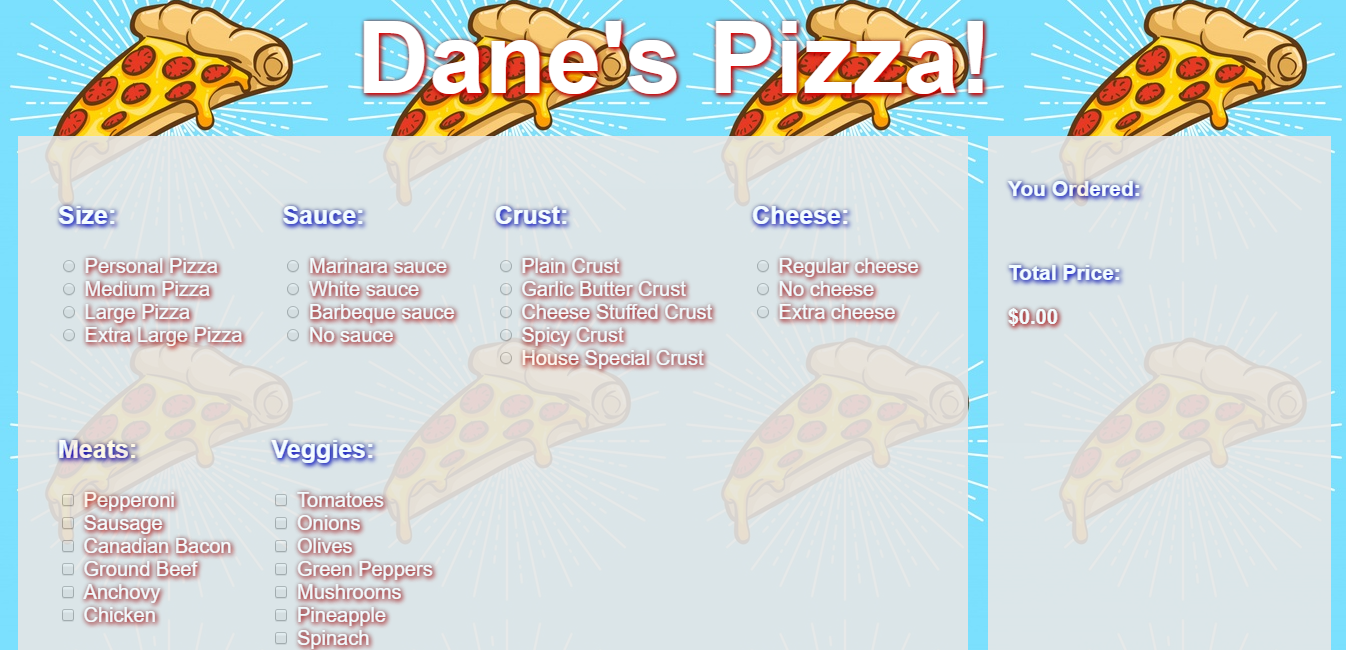 Dane's Pizza!
Size:
Personal Pizza
Medium Pizza
Large Pizza
Extra Large Pizza
Sauce:
Marinara sauce
White sauce
Barbeque sauce
No sauce
Crust:
Plain Crust
Garlic Butter Crust
Cheese Stuffed Crust
Spicy Crust
House Special Crust
Cheese:
Regular cheese
No cheese
Extra cheese
Meats:
Pepperoni
Sausage
Canadian Bacon
Ground Beef
Anchovy
Chicken
Veggies:
Tomatoes
Onions
Olives
Green Peppers
Mushrooms
Pineapple
Spinach
You Ordered:
Total Price:
$0.00